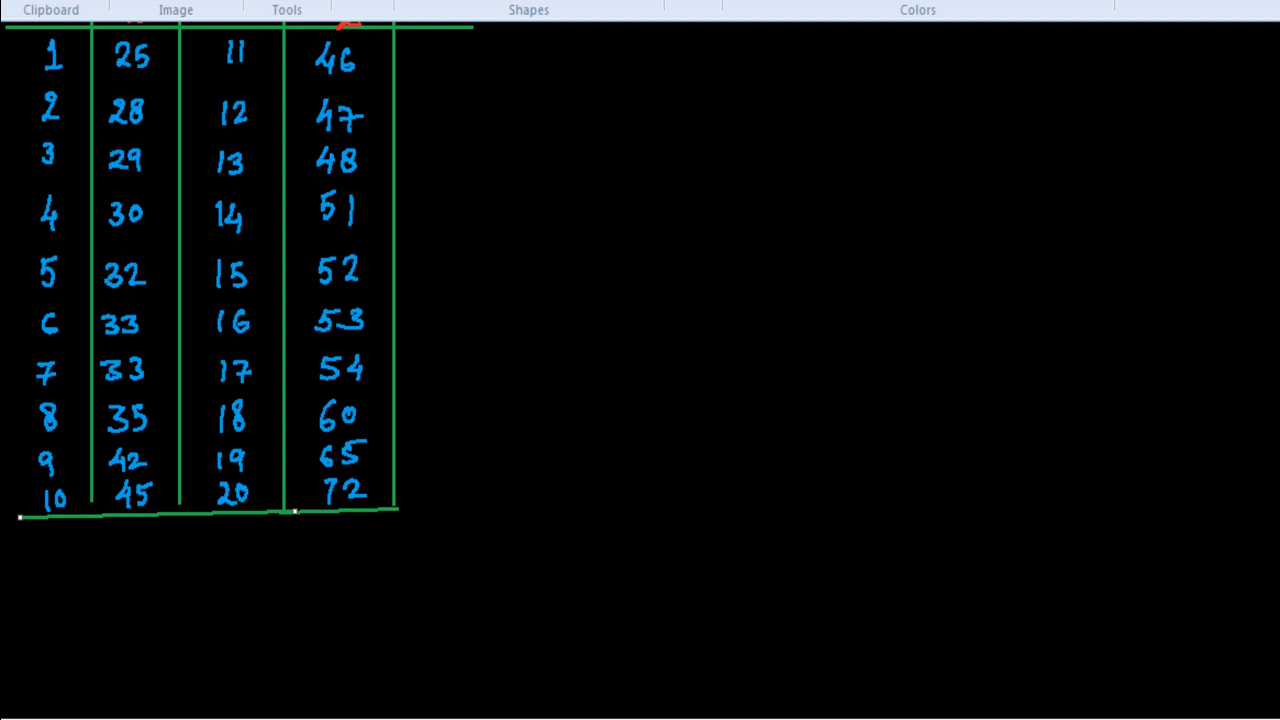 Clipboard Image Tools Shapes Colors
1 25 11 46
2 28 12 47
3 29 13 48
4 30 14 51
5 32 15 52
6 33 16 53
7 33 17 54
8 35 18 60
9 42 19 65
10 45 20 72